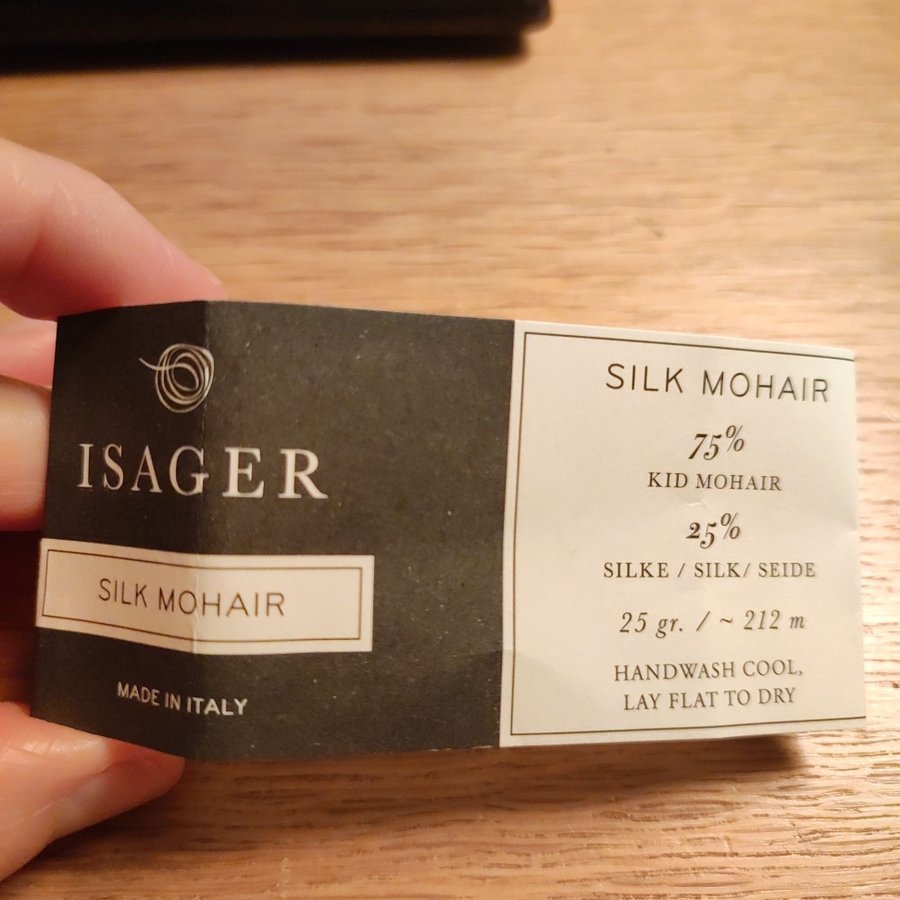 ISAGER
SILK MOHAIR
MADE IN ITALY
SILK MOHAIR
75%
KID MOHAIR
25%
SILKE / SILK/ SEIDE
25 gr. / ~ 212 m
HANDWASH COOL,
LAY FLAT TO DRY